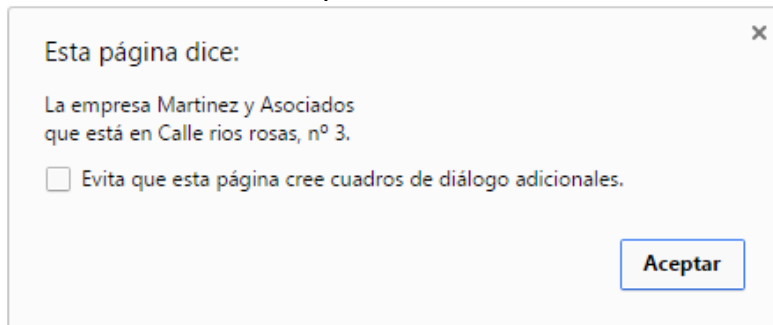 Esta página dice:
La empresa Martinez y Asociados
que está en Calle rios rosas, nº 3.
Evita que esta página cree cuadros de diálogo adicionales.
Aceptar